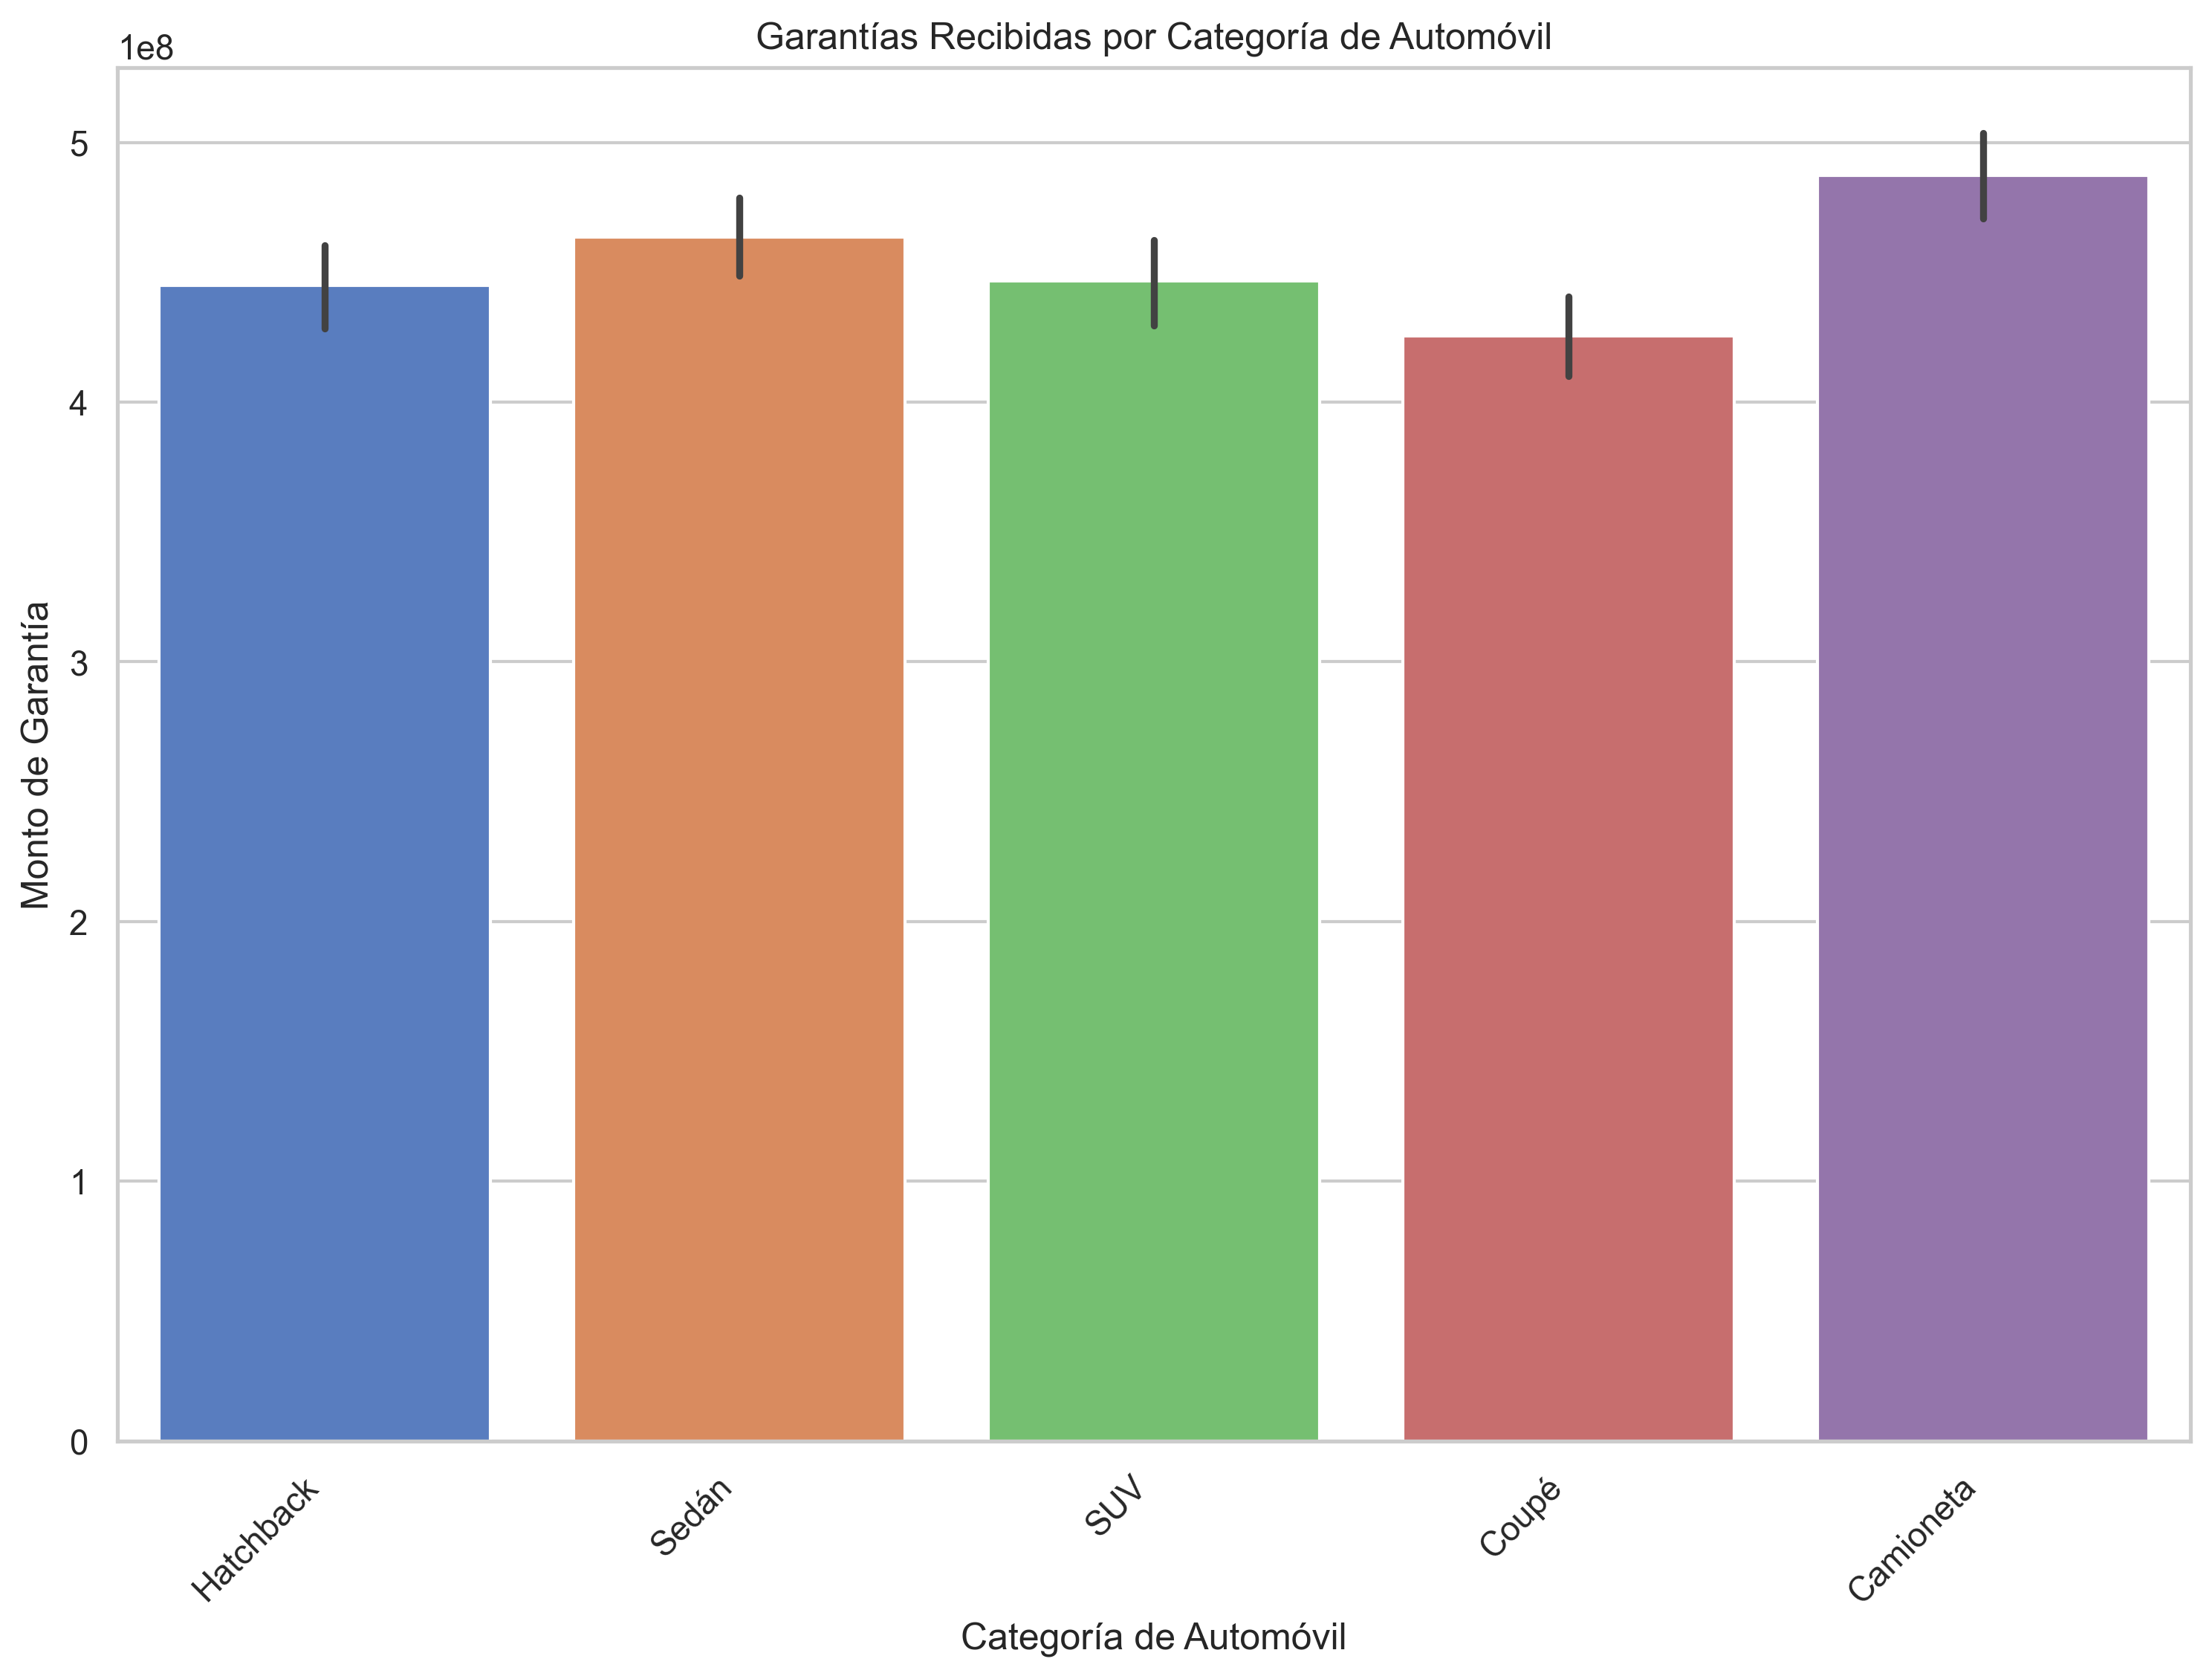 Garantías Recibidas por Categoría de Automóvil
1e8
5
4
3
2
1
0
Monto de Garantía
Hatchback
Sedán
SUV
Coupé
Camioneta
Categoría de Automóvil